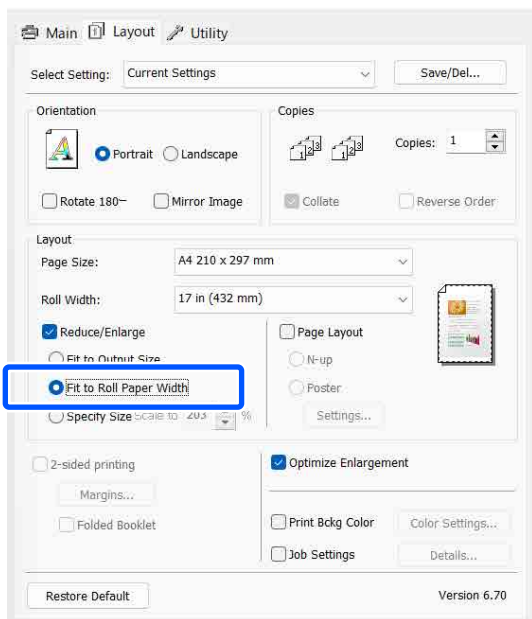 Main Layout Utility
Select Setting: Current Settings Save/Del...
Orientation
Portrait Landscape
Rotate 180° Mirror Image
Copies
Copies: 1
Collate Reverse Order
Layout
Page Size: A4 210 x 297 mm
Roll Width: 17 in (432 mm)
Reduce/Enlarge
Fit to Output Size
Fit to Roll Paper Width
Specify Size Scale to 203 %
Page Layout
N-up
Poster
Settings...
2-sided printing
Margins...
Folded Booklet
Optimize Enlargement
Print Bckg Color Color Settings...
Job Settings Details...
Restore Default Version 6.70